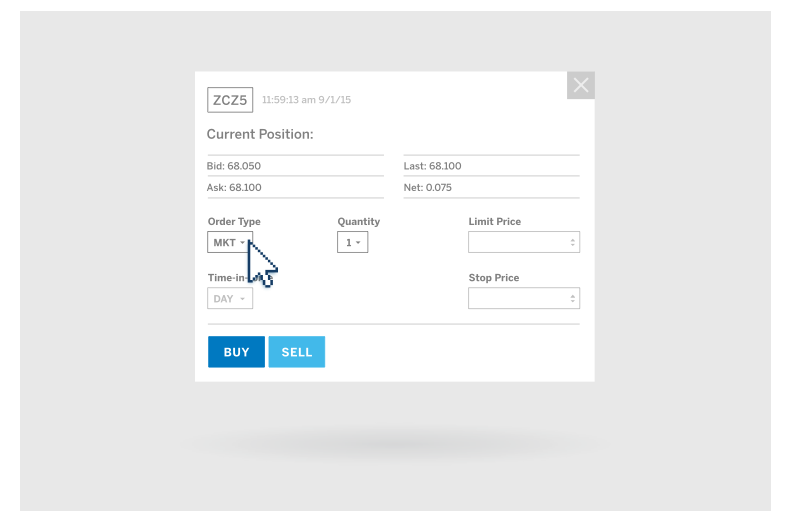 ZCZ5 11:59:13 am 9/1/15
Current Position:
Bid: 68.050 Last: 68.100
Ask: 68.100 Net: 0.075
Order Type Quantity Limit Price
MKT 1
Time-in- Stop Price
DAY
BUY SELL